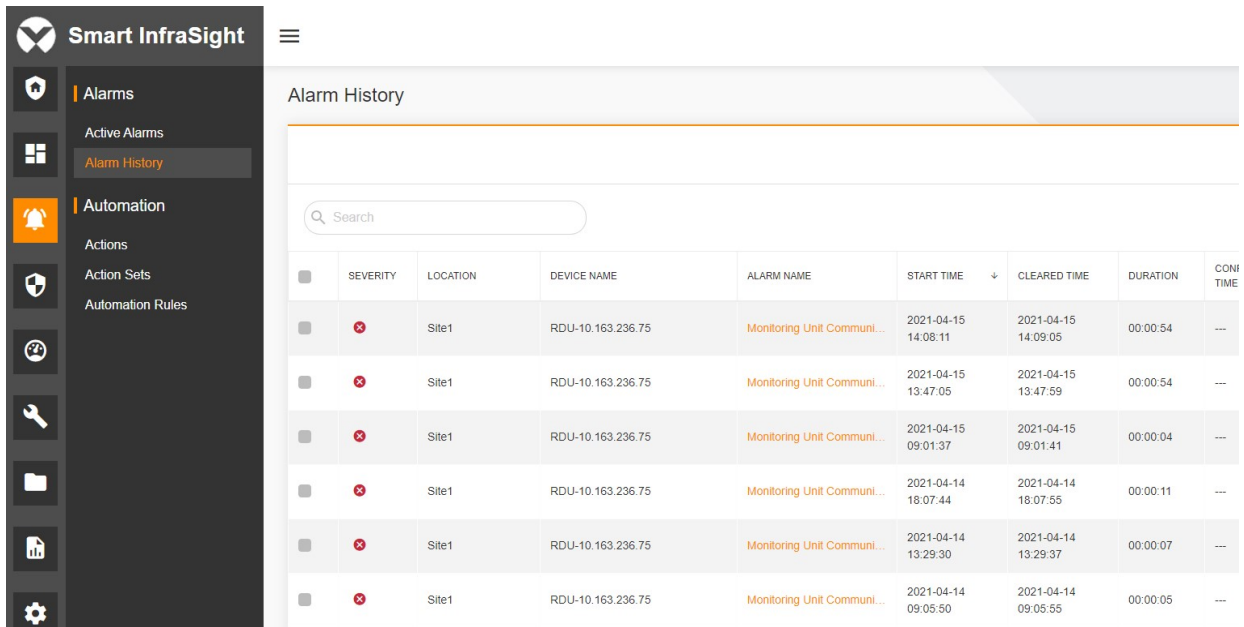 Smart InfraSight
Alarms
Active Alarms
Alarm History
Automation
Actions
Action Sets
Automation Rules
Alarm History
Search
SEVERITY LOCATION DEVICE NAME ALARM NAME START TIME CLEARED TIME DURATION
TIME
Site1 RDU-10.163.236.75 Monitoring Unit Communi... 2021-04-15 14:08:11 2021-04-15 14:09:05 00:00:54 ---
Site1 RDU-10.163.236.75 Monitoring Unit Communi... 2021-04-15 13:47:05 2021-04-15 13:47:59 00:00:54 ---
Site1 RDU-10.163.236.75 Monitoring Unit Communi... 2021-04-15 09:01:37 2021-04-15 09:01:41 00:00:04 ---
Site1 RDU-10.163.236.75 Monitoring Unit Communi... 2021-04-14 18:07:44 2021-04-14 18:07:55 00:00:11 ---
Site1 RDU-10.163.236.75 Monitoring Unit Communi... 2021-04-14 13:29:30 2021-04-14 13:29:37 00:00:07 ---
Site1 RDU-10.163.236.75 Monitoring Unit Communi... 2021-04-14 09:05:50 2021-04-14 09:05:55 00:00:05 ---